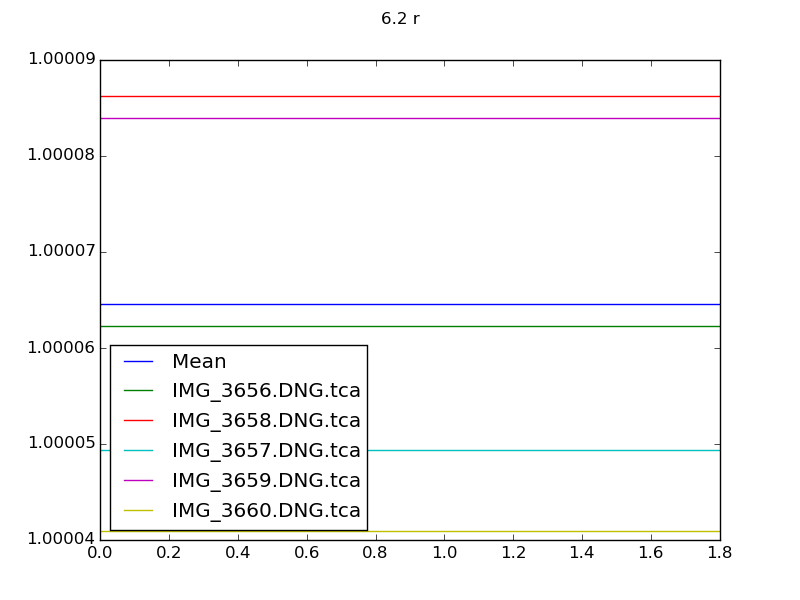 6.2 r
1.00009
1.00008
1.00007
1.00006
1.00005
1.00004
Mean
IMG_3656.DNG.tca
IMG_3658.DNG.tca
IMG_3657.DNG.tca
IMG_3659.DNG.tca
IMG_3660.DNG.tca
0.0 0.2 0.4 0.6 0.8 1.0 1.2 1.4 1.6 1.8